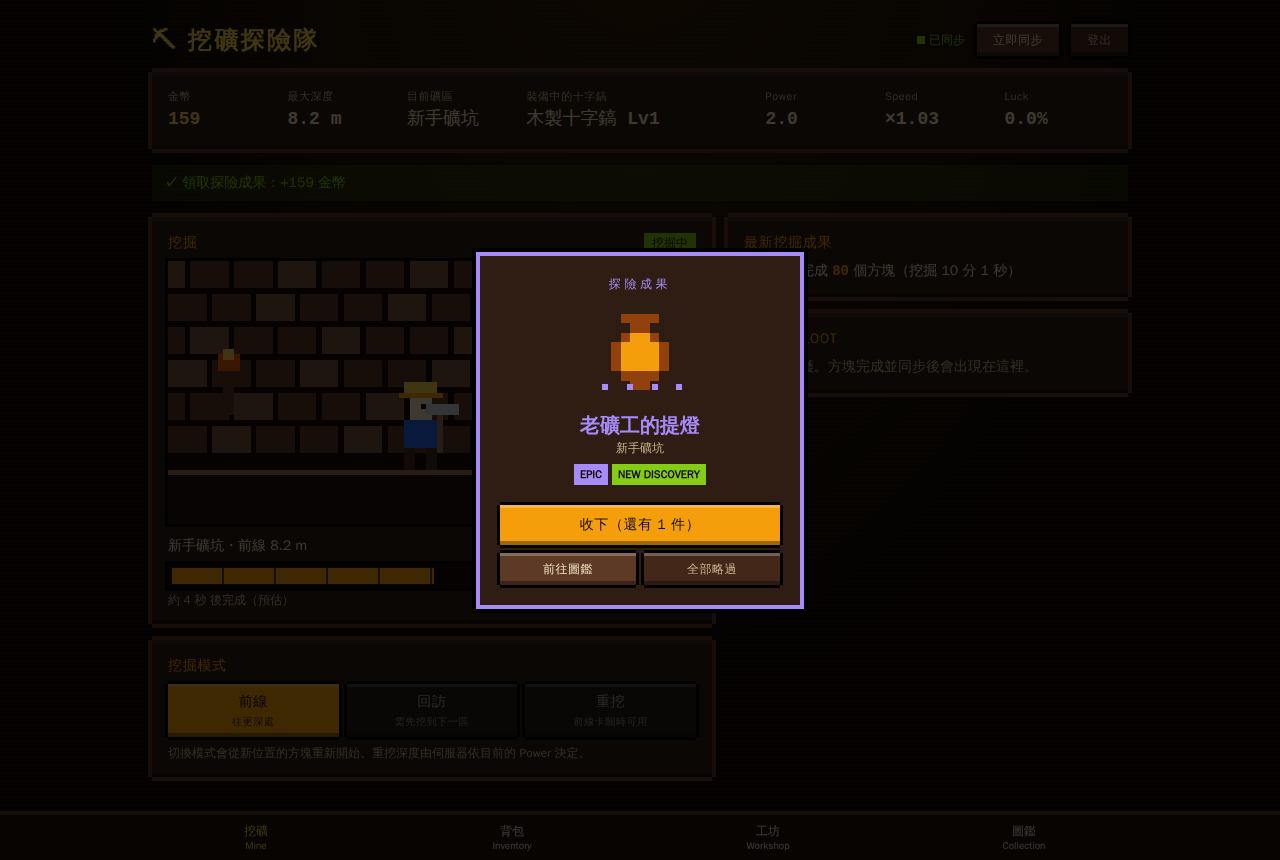 挖礦探險隊
已同步
立即同步
登出
金幣
159
最大深度
8.2 m
目前礦區
新手礦坑
裝備中的十字鎬
木製十字鎬 Lv1
Power
2.0
Speed
×1.03
Luck
0.0%
✓ 領取探險成果：+159 金幣
挖掘
挖掘中
新手礦坑・前線 8.2 m
約 4 秒 後完成（預估）
挖掘模式
前線
往更深處
回訪
需先挖到下一區
重挖
前線卡關時可用
切換模式會從新位置的方塊重新開始。重挖深度由伺服器依目前的 Power 決定。
最新挖掘成果
完成 80 個方塊（挖掘 10 分 1 秒）
LOOT
。方塊完成並同步後會出現在這裡。
探險成果
老礦工的提燈
新手礦坑
EPIC
NEW DISCOVERY
收下（還有 1 件）
前往圖鑑
全部略過
挖礦
Mine
背包
Inventory
工坊
Workshop
圖鑑
Collection